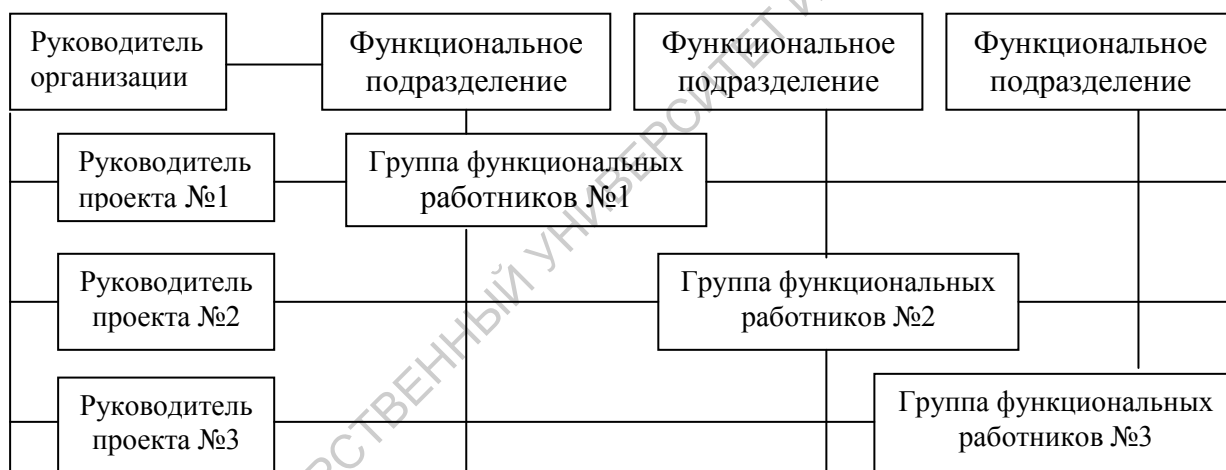 Руководитель
организации
Функциональное
подразделение
Функциональное
подразделение
Функциональное
подразделение
Руководитель
проекта №1
Группа функциональных
работников №1
Руководитель
проекта №2
Группа функциональных
работников №2
Руководитель
проекта №3
Группа функциональных
работников №3
УНИВЕРСИТЕТ